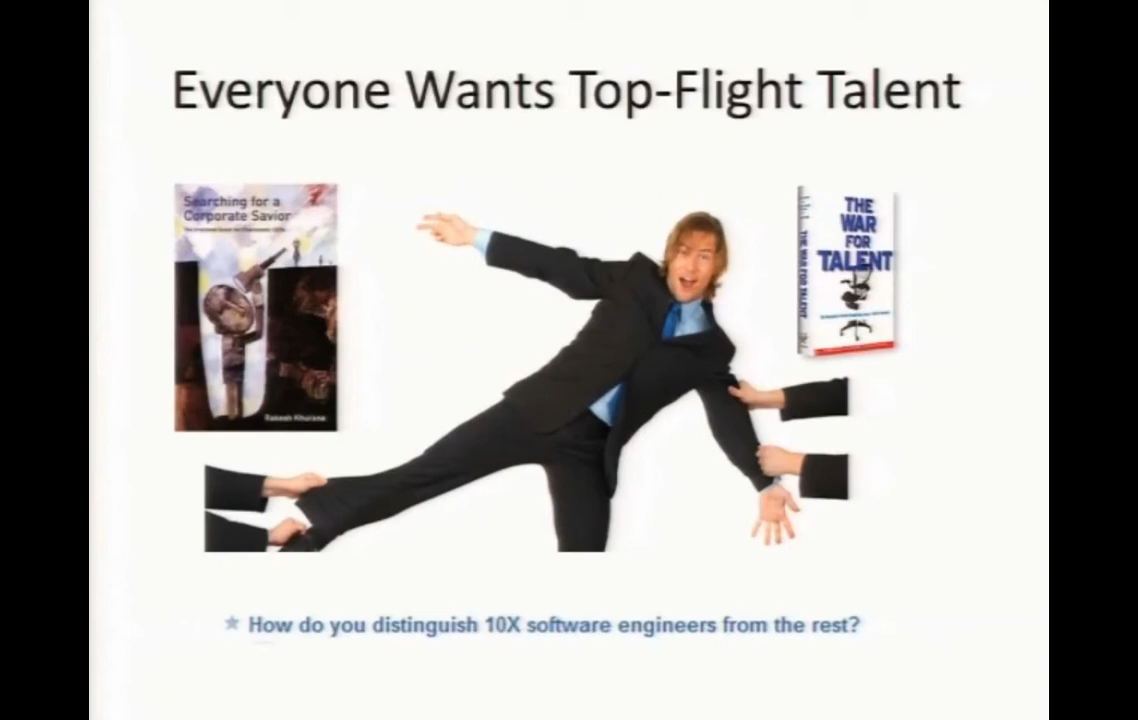 Everyone Wants Top-Flight Talent
Searching for a
Corporate Savior
Rakesh Khurana
THE
WAR
FOR
TALENT
THE WAR FOR TALENT
How do you distinguish 10X software engineers from the rest?